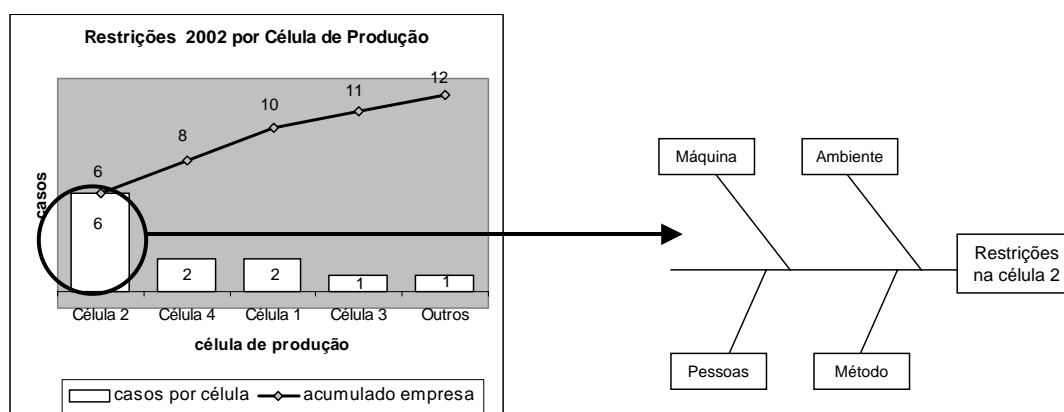 Restrições 2002 por Célula de Produção
12
11
10
8
6
casos
6
2
2
1
1
Célula 2
Célula 4
Célula 1
Célula 3
Outros
célula de produção
casos por célula
acumulado empresa
Máquina
Ambiente
Restrições
na célula 2
Pessoas
Método